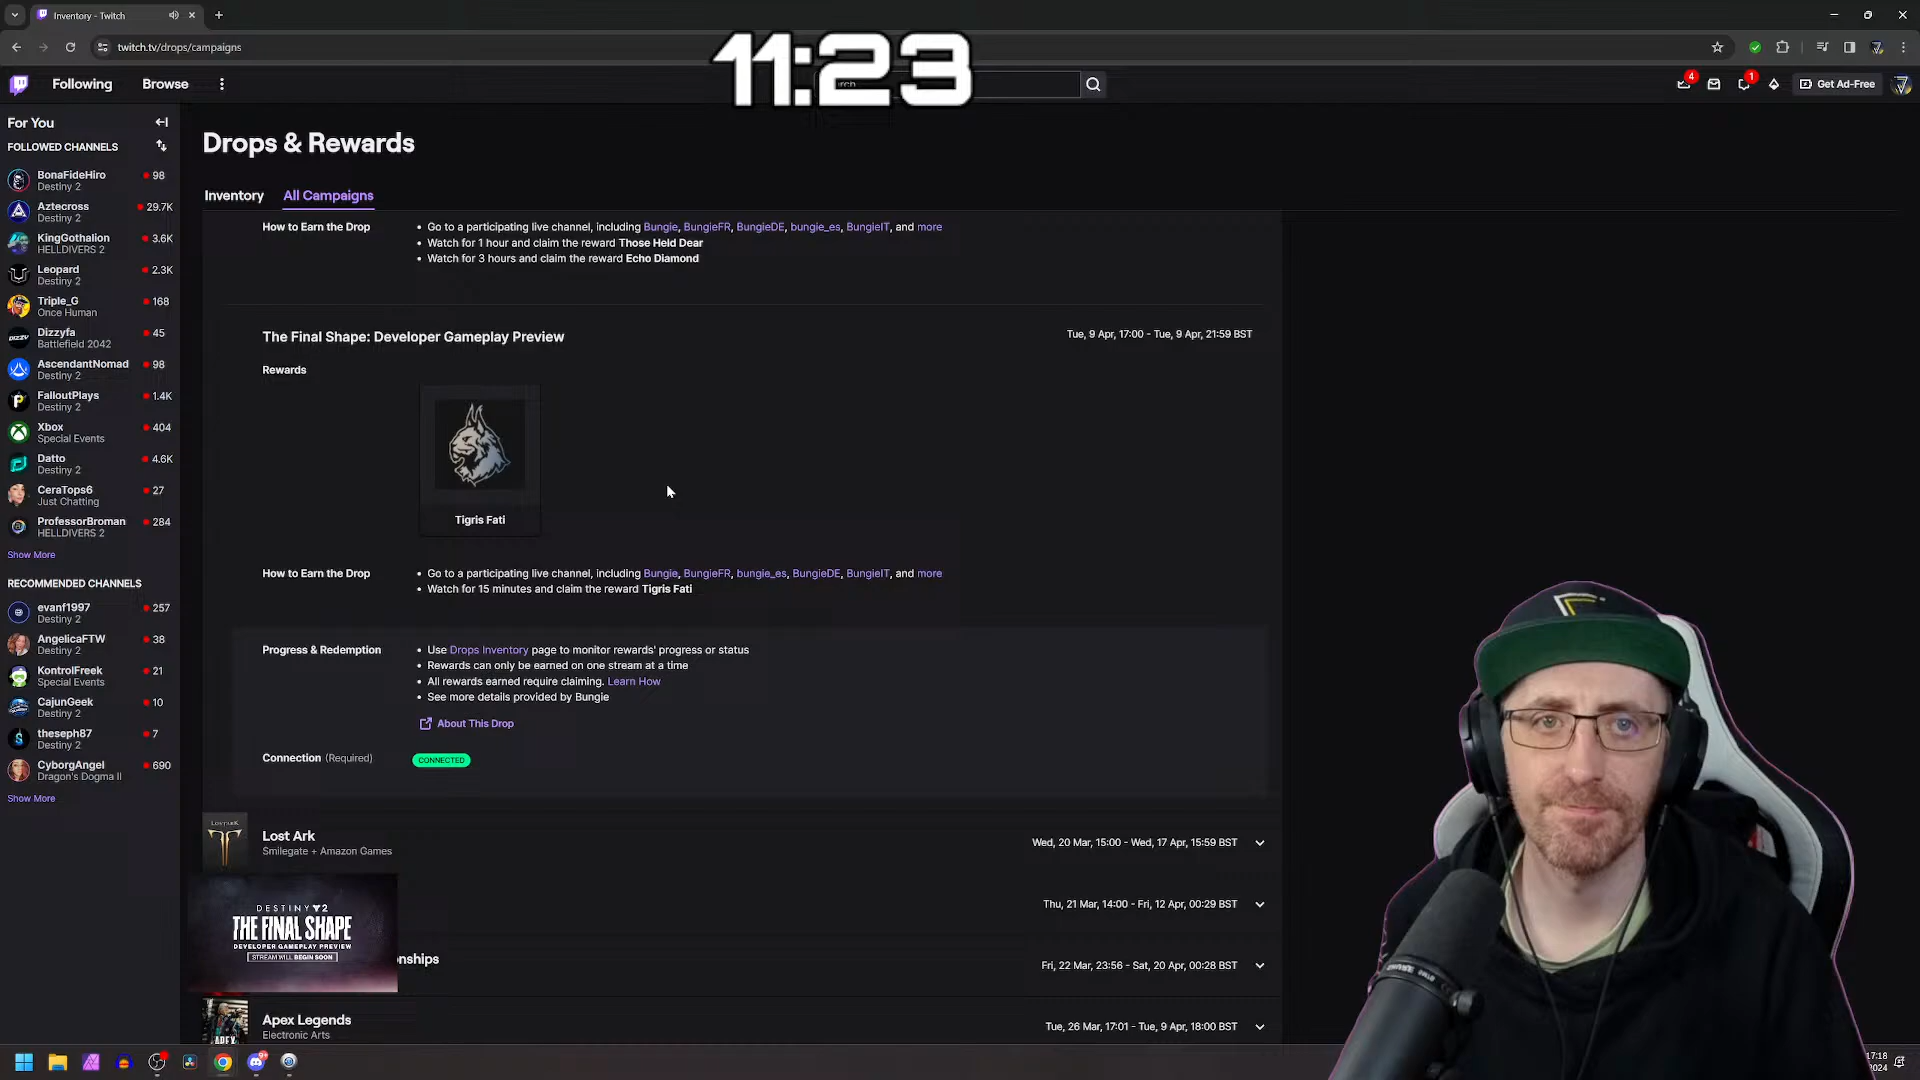 Inventory - Twitch
twitch.tv/drops/campaigns
11:23
Following
Browse
4
1
Get Ad-Free
For You
FOLLOWED CHANNELS
BonaFideHiro 98
Destiny 2
Aztecross 29.7K
Destiny 2
KingGothalion 3.6K
HELLDIVERS 2
Leopard 2.3K
Destiny 2
Triple_G 168
Once Human
Dizzyfa 45
Battlefield 2042
AscendantNomad 98
Destiny 2
FalloutPlays 1.4K
Destiny 2
Xbox 404
Special Events
Datto 4.6K
Destiny 2
CeraTops6 27
Just Chatting
ProfessorBroman 284
HELLDIVERS 2
Show More
RECOMMENDED CHANNELS
evanf1997 257
Destiny 2
AngelicaFTW 38
Destiny 2
KontrolFreek 21
Special Events
CajunGeek 10
Destiny 2
theseph87 7
Destiny 2
CyborgAngel 690
Dragon's Dogma II
Show More
Drops & Rewards
Inventory All Campaigns
How to Earn the Drop
• Go to a participating live channel, including Bungie, BungieFR, BungieDE, bungie_es, BungieIT, and more
• Watch for 1 hour and claim the reward Those Held Dear
• Watch for 3 hours and claim the reward Echo Diamond
The Final Shape: Developer Gameplay Preview
Tue, 9 Apr, 17:00 - Tue, 9 Apr, 21:59 BST
Rewards
Tigris Fati
How to Earn the Drop
• Go to a participating live channel, including Bungie, BungieFR, bungie_es, BungieDE, BungieIT, and more
• Watch for 15 minutes and claim the reward Tigris Fati
Progress & Redemption
• Use Drops Inventory page to monitor rewards' progress or status
• Rewards can only be earned on one stream at a time
• All rewards earned require claiming. Learn How
• See more details provided by Bungie
About This Drop
Connection (Required)
CONNECTED
LOST ARK
Lost Ark
Smilegate + Amazon Games
Wed, 20 Mar, 15:00 - Wed, 17 Apr, 15:59 BST
Thu, 21 Mar, 14:00 - Fri, 12 Apr, 00:29 BST
DESTINY 2
THE FINAL SHAPE
DEVELOPER GAMEPLAY PREVIEW
STREAM WILL BEGIN SOON
onships
Fri, 22 Mar, 23:56 - Sat, 20 Apr, 00:28 BST
APEX
Apex Legends
Electronic Arts
Tue, 26 Mar, 17:01 - Tue, 9 Apr, 18:00 BST
17:18
2024